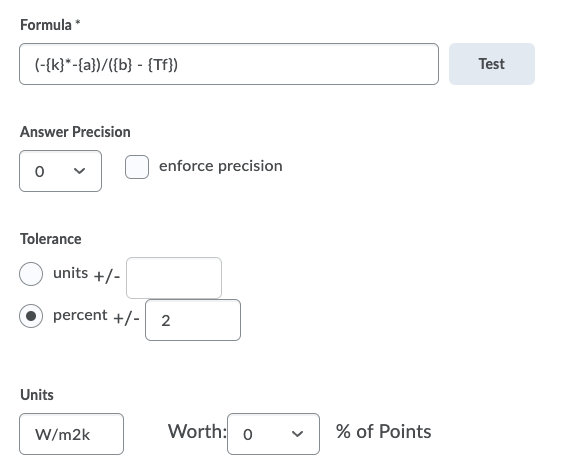 Formula *
(-{k}*-{a})/({b} - {Tf})
Test
Answer Precision
0
enforce precision
Tolerance
units +/-
percent +/- 2
Units
W/m2k Worth: 0 % of Points